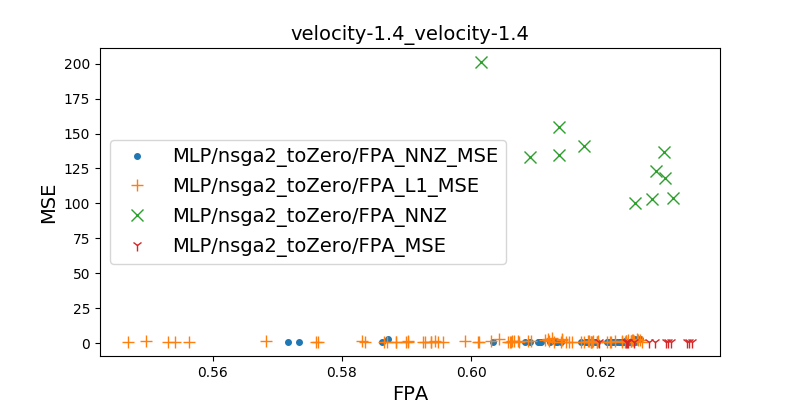 velocity-1.4_velocity-1.4
MSE
200
175
150
125
100
75
50
25
0
MLP/nsga2_toZero/FPA_NNZ_MSE
MLP/nsga2_toZero/FPA_L1_MSE
MLP/nsga2_toZero/FPA_NNZ
MLP/nsga2_toZero/FPA_MSE
0.56 0.58 0.60 0.62
FPA